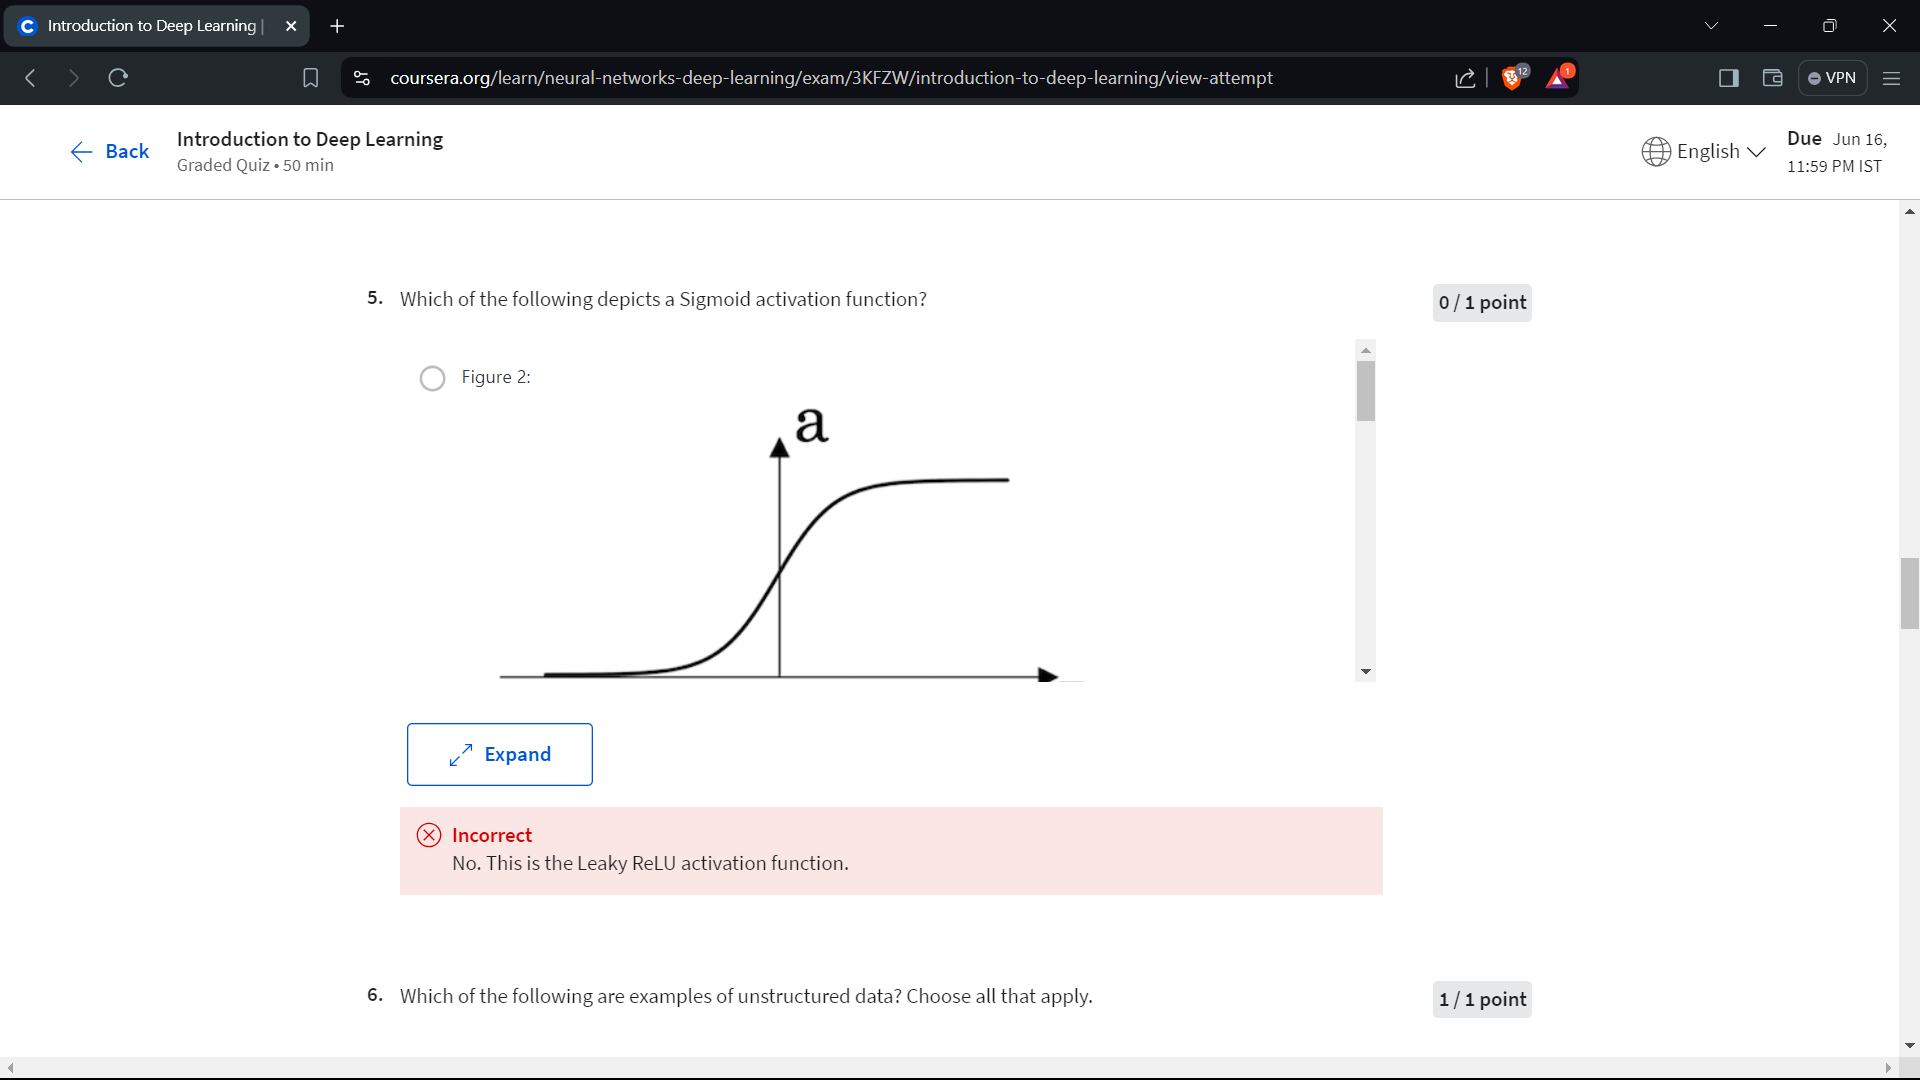 Introduction to Deep Learning |
coursera.org/learn/neural-networks-deep-learning/exam/3KFZW/introduction-to-deep-learning/view-attempt
12
1
VPN
Back
Introduction to Deep Learning
Graded Quiz • 50 min
English
Due Jun 16,
11:59 PM IST
5. Which of the following depicts a Sigmoid activation function?
0 / 1 point
Figure 2:
a
Expand
Incorrect
No. This is the Leaky ReLU activation function.
6. Which of the following are examples of unstructured data? Choose all that apply.
1 / 1 point